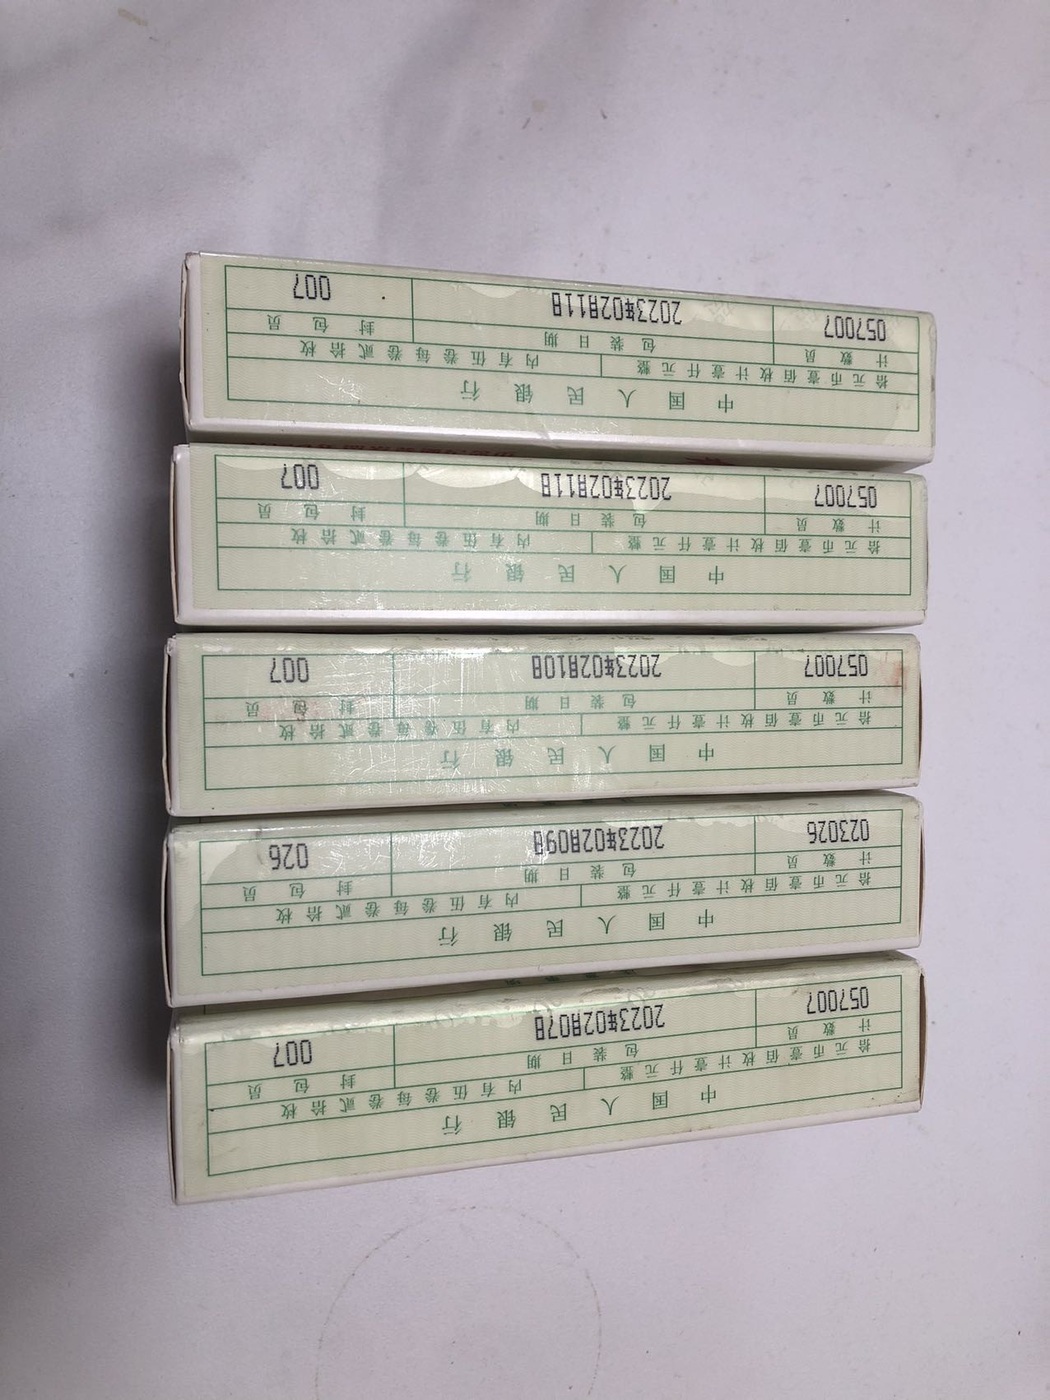 中国人民银行
拾元币壹佰枚计壹仟元整 内有伍卷每卷贰拾枚
计数员 包装日期 封包员
057007 2023年02月07日 007
中国人民银行
拾元币壹佰枚计壹仟元整 内有伍卷每卷贰拾枚
计数员 包装日期 封包员
023026 2023年02月09日 026
中国人民银行
拾元币壹佰枚计壹仟元整 内有伍卷每卷贰拾枚
计数员 包装日期 封包员
057007 2023年02月10日 007
中国人民银行
拾元币壹佰枚计壹仟元整 内有伍卷每卷贰拾枚
计数员 包装日期 封包员
057007 2023年02月11日 007
中国人民银行
拾元币壹佰枚计壹仟元整 内有伍卷每卷贰拾枚
计数员 包装日期 封包员
057007 2023年02月11日 007